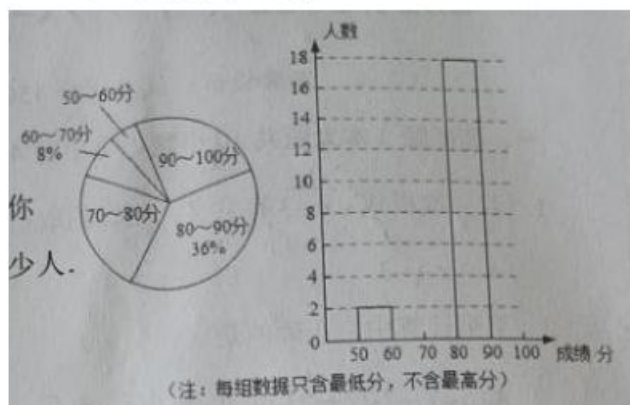 50～60分
60～70分
8%
90～100分
70～80分
80～90分
36%
你
少人.
人数
18
16
14
12
10
8
6
4
2
0
50 60 70 80 90 100 成绩 分
(注：每组数据只含最低分，不含最高分)